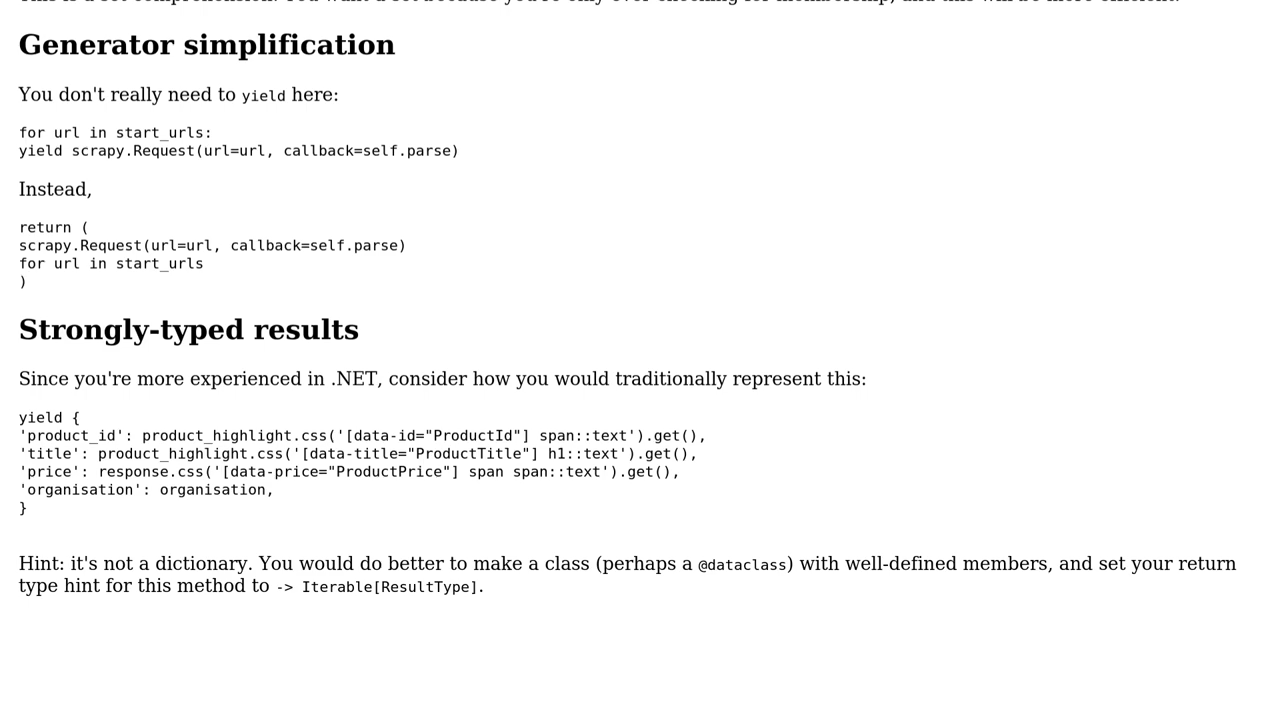 Generator simplification
You don't really need to yield here:
for url in start_urls:
yield scrapy.Request(url=url, callback=self.parse)
Instead,
return (
scrapy.Request(url=url, callback=self.parse)
for url in start_urls
)
Strongly-typed results
Since you're more experienced in .NET, consider how you would traditionally represent this:
yield {
'product_id': product_highlight.css('[data-id="ProductId"] span::text').get(),
'title': product_highlight.css('[data-title="ProductTitle"] h1::text').get(),
'price': response.css('[data-price="ProductPrice"] span span::text').get(),
'organisation': organisation,
}
Hint: it's not a dictionary. You would do better to make a class (perhaps a @dataclass) with well-defined members, and set your return
type hint for this method to -> Iterable[ResultType].